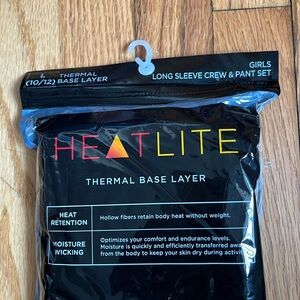 L
(10/12)
THERMAL
BASE LAYER
GIRLS
LONG SLEEVE CREW & PANT SET
HEATLITE
THERMAL BASE LAYER
HEAT
RETENTION
Hollow fibers retain body heat without weight.
MOISTURE
WICKING
Optimizes your comfort and endurance levels.
Moisture is quickly and efficiently transferred away
from the body to keep your skin dry during